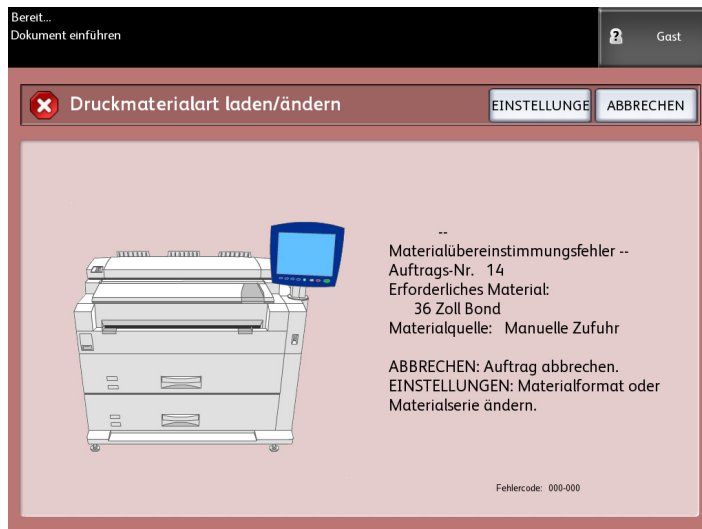 Bereit...
Dokument einführen
Gast
Druckmaterialart laden/ändern
EINSTELLUNGE
ABBRECHEN
--
Materialübereinstimmungsfehler --
Auftrags-Nr. 14
Erforderliches Material:
36 Zoll Bond
Materialquelle: Manuelle Zufuhr
ABBRECHEN: Auftrag abbrechen.
EINSTELLUNGEN: Materialformat oder
Materialserie ändern.
Fehlercode: 000-000